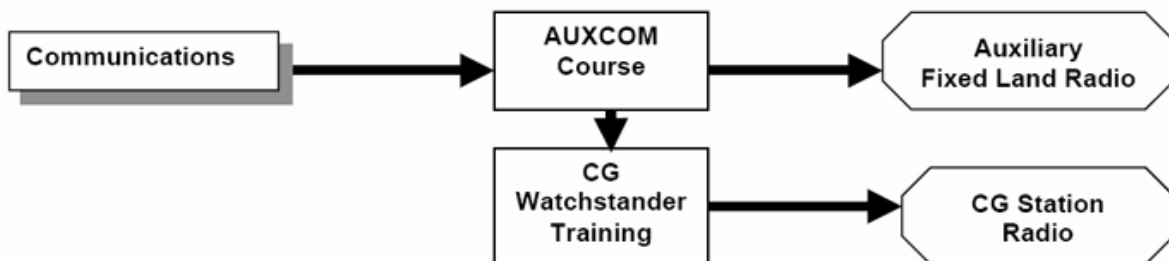 Communications
AUXCOM
Course
Auxiliary
Fixed Land Radio
CG
Watchstander
Training
CG Station
Radio